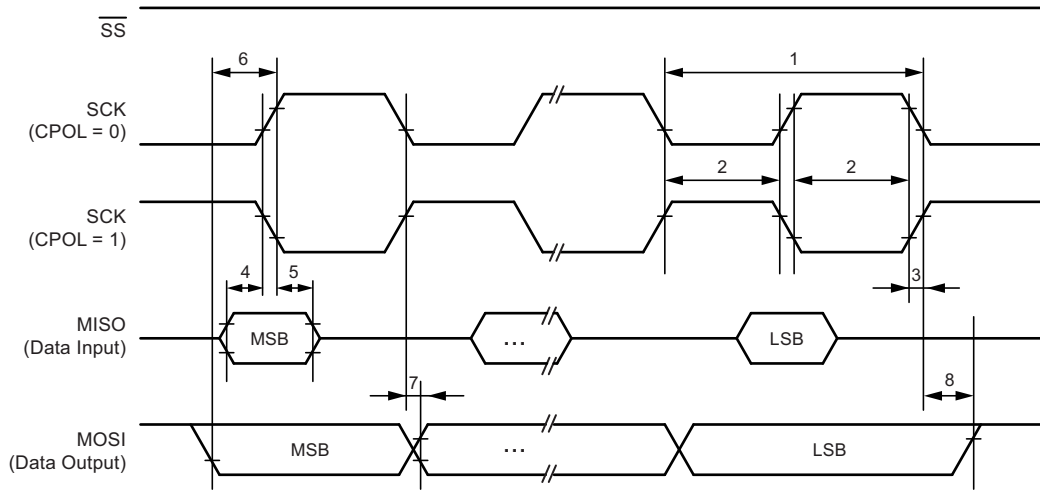 SS
6
1
SCK
(CPOL = 0)
2
2
SCK
(CPOL = 1)
4
5
3
MISO
(Data Input)
MSB
...
LSB
7
8
MOSI
(Data Output)
MSB
...
LSB